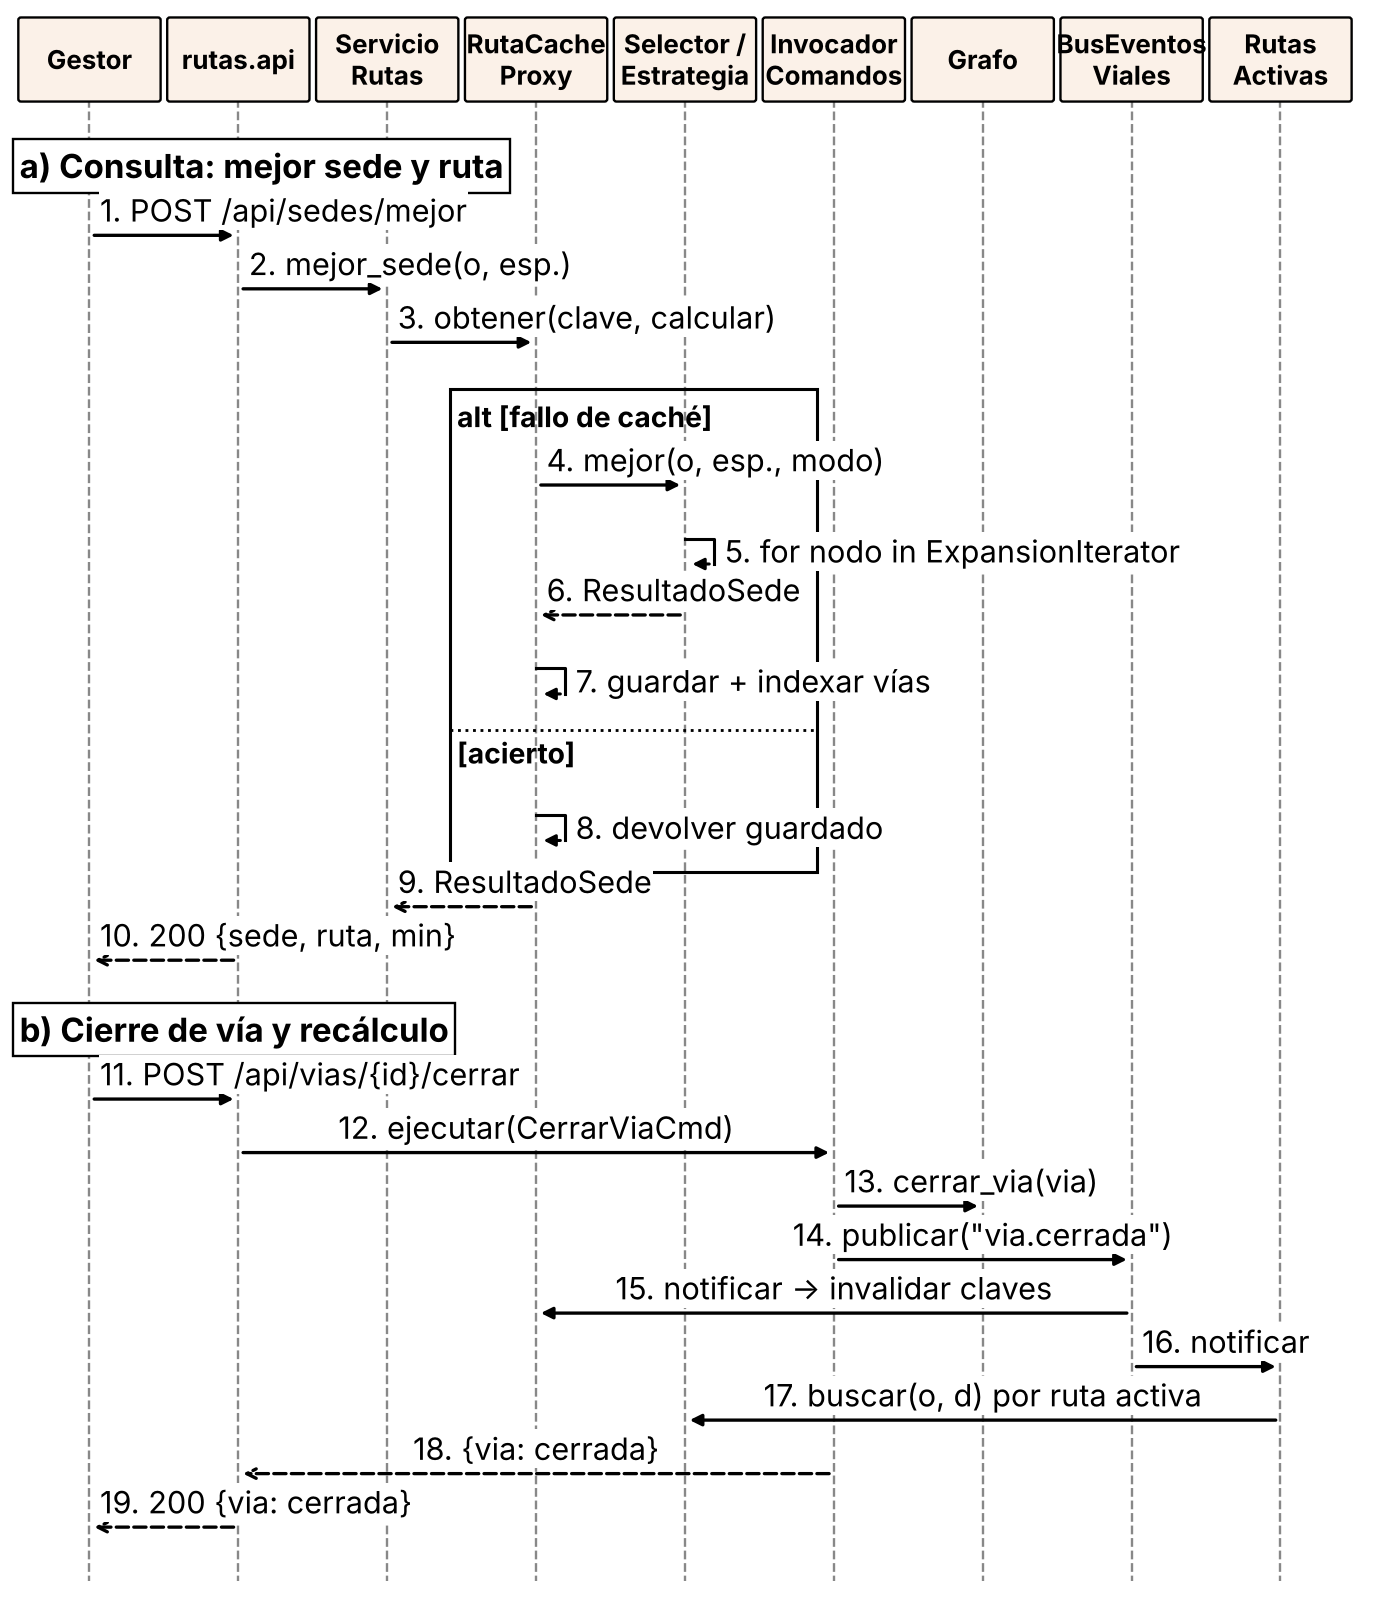 Gestor
rutas.api
Servicio
Rutas
RutaCache
Proxy
Selector /
Estrategia
Invocador
Comandos
Grafo
BusEventos
Viales
Rutas
Activas
a) Consulta: mejor sede y ruta
1. POST /api/sedes/mejor
2. mejor_sede(o, esp.)
3. obtener(clave, calcular)
alt [fallo de caché]
4. mejor(o, esp., modo)
5. for nodo in ExpansionIterator
6. ResultadoSede
7. guardar + indexar vías
[acierto]
8. devolver guardado
9. ResultadoSede
10. 200 {sede, ruta, min}
b) Cierre de vía y recálculo
11. POST /api/vias/{id}/cerrar
12. ejecutar(CerrarViaCmd)
13. cerrar_via(via)
14. publicar("via.cerrada")
15. notificar → invalidar claves
16. notificar
17. buscar(o, d) por ruta activa
18. {via: cerrada}
19. 200 {via: cerrada}